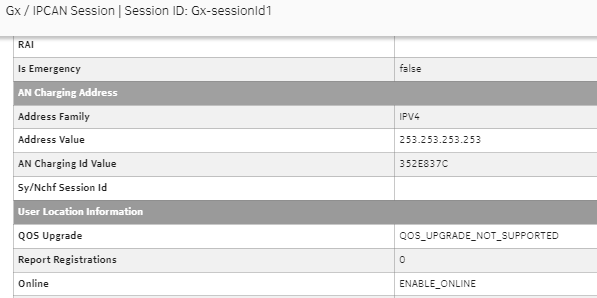 Gx / IPCAN Session | Session ID: Gx-sessionId1
RAI
Is Emergency false
AN Charging Address
Address Family IPV4
Address Value 253.253.253.253
AN Charging Id Value 352E837C
Sy/Nchf Session Id
User Location Information
QOS Upgrade QOS_UPGRADE_NOT_SUPPORTED
Report Registrations 0
Online ENABLE_ONLINE